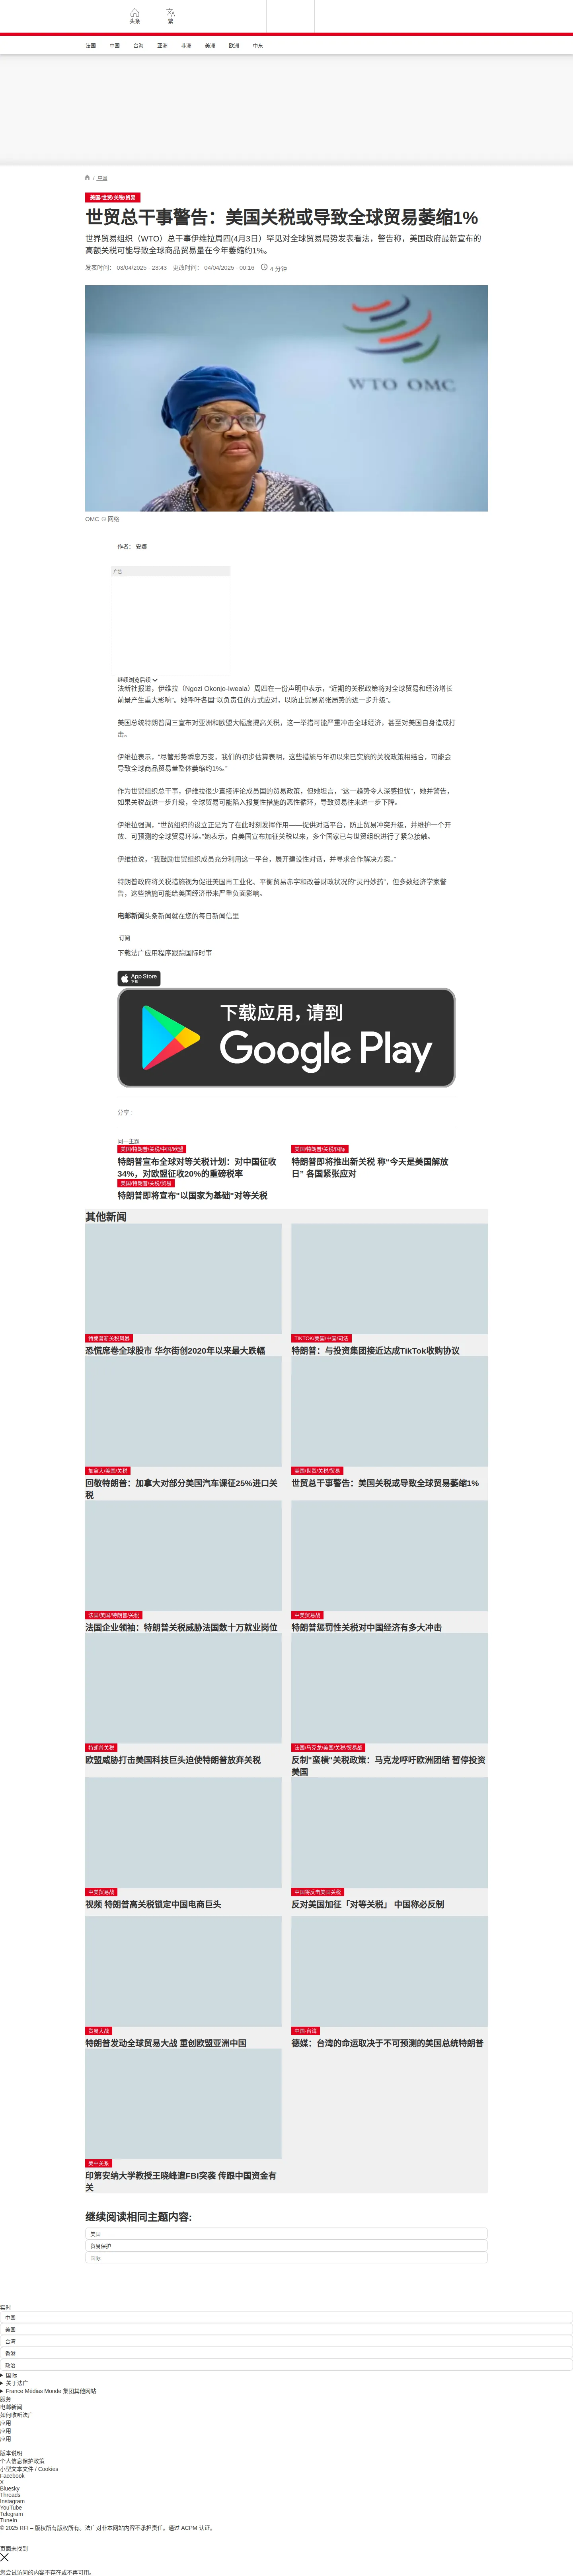 头条
繁
法国 中国 台海 亚洲 非洲 美洲 欧洲 中东
/ 中国
美国/世贸/关税/贸易
世贸总干事警告：美国关税或导致全球贸易萎缩1%
世界贸易组织（WTO）总干事伊维拉周四(4月3日）罕见对全球贸易局势发表看法，警告称，美国政府最新宣布的
高额关税可能导致全球商品贸易量在今年萎缩约1%。
发表时间： 03/04/2025 - 23:43 更改时间： 04/04/2025 - 00:16 4 分钟
WTO OMC
OMC © 网络
作者： 安娜
广告
继续浏览后续
法新社报道，伊维拉（Ngozi Okonjo-Iweala）周四在一份声明中表示，“近期的关税政策将对全球贸易和经济增长
前景产生重大影响”。她呼吁各国“以负责任的方式应对，以防止贸易紧张局势的进一步升级”。
美国总统特朗普周三宣布对亚洲和欧盟大幅度提高关税，这一举措可能严重冲击全球经济，甚至对美国自身造成打
击。
伊维拉表示，“尽管形势瞬息万变，我们的初步估算表明，这些措施与年初以来已实施的关税政策相结合，可能会
导致全球商品贸易量整体萎缩约1%。”
作为世贸组织总干事，伊维拉很少直接评论成员国的贸易政策，但她坦言，“这一趋势令人深感担忧”，她并警告，
如果关税战进一步升级，全球贸易可能陷入报复性措施的恶性循环，导致贸易往来进一步下降。
伊维拉强调，“世贸组织的设立正是为了在此时刻发挥作用——提供对话平台，防止贸易冲突升级，并维护一个开
放、可预测的全球贸易环境。”她表示，自美国宣布加征关税以来，多个国家已与世贸组织进行了紧急接触。
伊维拉说，“我鼓励世贸组织成员充分利用这一平台，展开建设性对话，并寻求合作解决方案。”
特朗普政府将关税措施视为促进美国再工业化、平衡贸易赤字和改善财政状况的“灵丹妙药”，但多数经济学家警
告，这些措施可能给美国经济带来严重负面影响。
电邮新闻头条新闻就在您的每日新闻信里
订阅
下载法广应用程序跟踪国际时事
App Store
下载
下载应用，请到
Google Play
分享 :
同一主题
美国/特朗普/关税/中国/欧盟
特朗普宣布全球对等关税计划：对中国征收
34%，对欧盟征收20%的重磅税率
美国/特朗普/关税/国际
特朗普即将推出新关税 称“今天是美国解放
日” 各国紧张应对
美国/特朗普/关税/贸易
特朗普即将宣布"以国家为基础"对等关税
其他新闻
特朗普新关税风暴
恐慌席卷全球股市 华尔街创2020年以来最大跌幅
TIKTOK/美国/中国/司法
特朗普：与投资集团接近达成TikTok收购协议
加拿大/美国/关税
回敬特朗普：加拿大对部分美国汽车课征25%进口关
税
美国/世贸/关税/贸易
世贸总干事警告：美国关税或导致全球贸易萎缩1%
法国/美国/特朗普/关税
法国企业领袖：特朗普关税威胁法国数十万就业岗位
中美贸易战
特朗普惩罚性关税对中国经济有多大冲击
特朗普关税
欧盟威胁打击美国科技巨头迫使特朗普放弃关税
法国/马克龙/美国/关税/贸易战
反制"蛮横"关税政策：马克龙呼吁欧洲团结 暂停投资
美国
中美贸易战
视频 特朗普高关税锁定中国电商巨头
中国将反击美国关税
反对美国加征「对等关税」 中国称必反制
贸易大战
特朗普发动全球贸易大战 重创欧盟亚洲中国
中国-台湾
德媒：台湾的命运取决于不可预测的美国总统特朗普
美中关系
印第安纳大学教授王晓峰遭FBI突袭 传跟中国资金有
关
继续阅读相同主题内容:
美国
贸易保护
国际
实时
中国
美国
台湾
香港
政治
国际
关于法广
France Médias Monde 集团其他网站
服务
电邮新闻
如何收听法广
应用
应用
应用
版本说明
个人信息保护政策
小型文本文件 / Cookies
Facebook
X
Bluesky
Threads
Instagram
YouTube
Telegram
TuneIn
© 2025 RFI – 版权所有版权所有。法广对非本网站内容不承担责任。通过 ACPM 认证。
页面未找到
您尝试访问的内容不存在或不再可用。